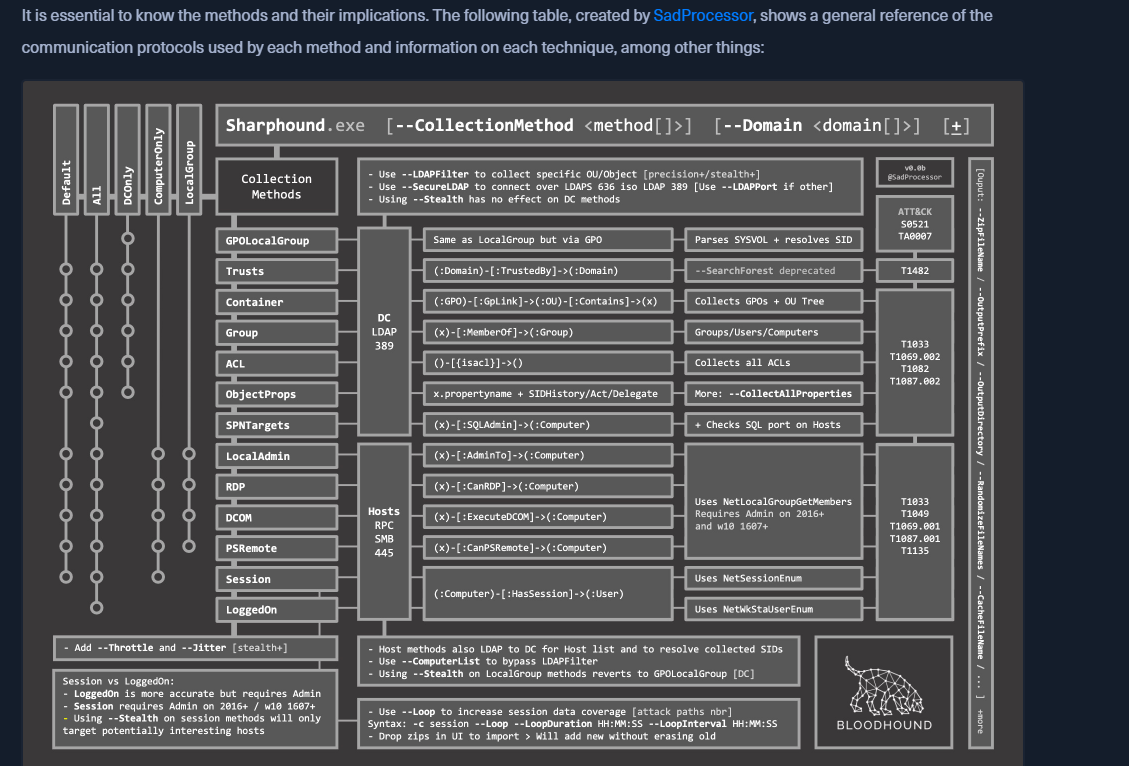 It is essential to know the methods and their implications. The following table, created by SadProcessor, shows a general reference of the
communication protocols used by each method and information on each technique, among other things:
Default
All
DCOnly
ComputerOnly
LocalGroup
Sharphound.exe [--CollectionMethod <method[]>] [--Domain <domain[]>] [+]
Collection
Methods
- Use --LDAPFilter to collect specific OU/Object [precision+/stealth+]
- Use --SecureLDAP to connect over LDAPS 636 iso LDAP 389 [Use --LDAPPort if other]
- Using --Stealth has no effect on DC methods
v0.0b
@SadProcessor
ATT&CK
S0521
TA0007
GPOLocalGroup
Same as LocalGroup but via GPO
Parses SYSVOL + resolves SID
Trusts
(:Domain)-[:TrustedBy]->(:Domain)
--SearchForest deprecated
T1482
Container
(:GPO)-[:GpLink]->(:OU)-[:Contains]->(x)
Collects GPOs + OU Tree
DC
LDAP
389
Group
(x)-[:MemberOf]->(:Group)
Groups/Users/Computers
ACL
()-[{isacl}]->()
Collects all ACLs
T1033
T1069.002
T1082
T1087.002
ObjectProps
x.propertyname + SIDHistory/Act/Delegate
More: --CollectAllProperties
SPNTargets
(x)-[:SQLAdmin]->(:Computer)
+ Checks SQL port on Hosts
LocalAdmin
(x)-[:AdminTo]->(:Computer)
RDP
(x)-[:CanRDP]->(:Computer)
Hosts
RPC
SMB
445
DCOM
(x)-[:ExecuteDCOM]->(:Computer)
Uses NetLocalGroupGetMembers
Requires Admin on 2016+
and w10 1607+
T1033
T1049
T1069.001
T1087.001
T1135
PSRemote
(x)-[:CanPSRemote]->(:Computer)
Session
(:Computer)-[:HasSession]->(:User)
Uses NetSessionEnum
LoggedOn
Uses NetWkStaUserEnum
[Ouput: --ZipFileName / --OutputPrefix / --OutputDirectory / --RandomizeFileNames / --CacheFileName / ... ] +more
- Add --Throttle and --Jitter [stealth+]
Session vs LoggedOn:
- LoggedOn is more accurate but requires Admin
- Session requires Admin on 2016+ / w10 1607+
- Using --Stealth on session methods will only
target potentially interesting hosts
- Host methods also LDAP to DC for Host list and to resolve collected SIDs
- Use --ComputerList to bypass LDAPFilter
- Using --Stealth on LocalGroup methods reverts to GPOLocalGroup [DC]
- Use --Loop to increase session data coverage [attack paths nbr]
Syntax: -c session --Loop --LoopDuration HH:MM:SS --LoopInterval HH:MM:SS
- Drop zips in UI to import > Will add new without erasing old
BLOODHOUND